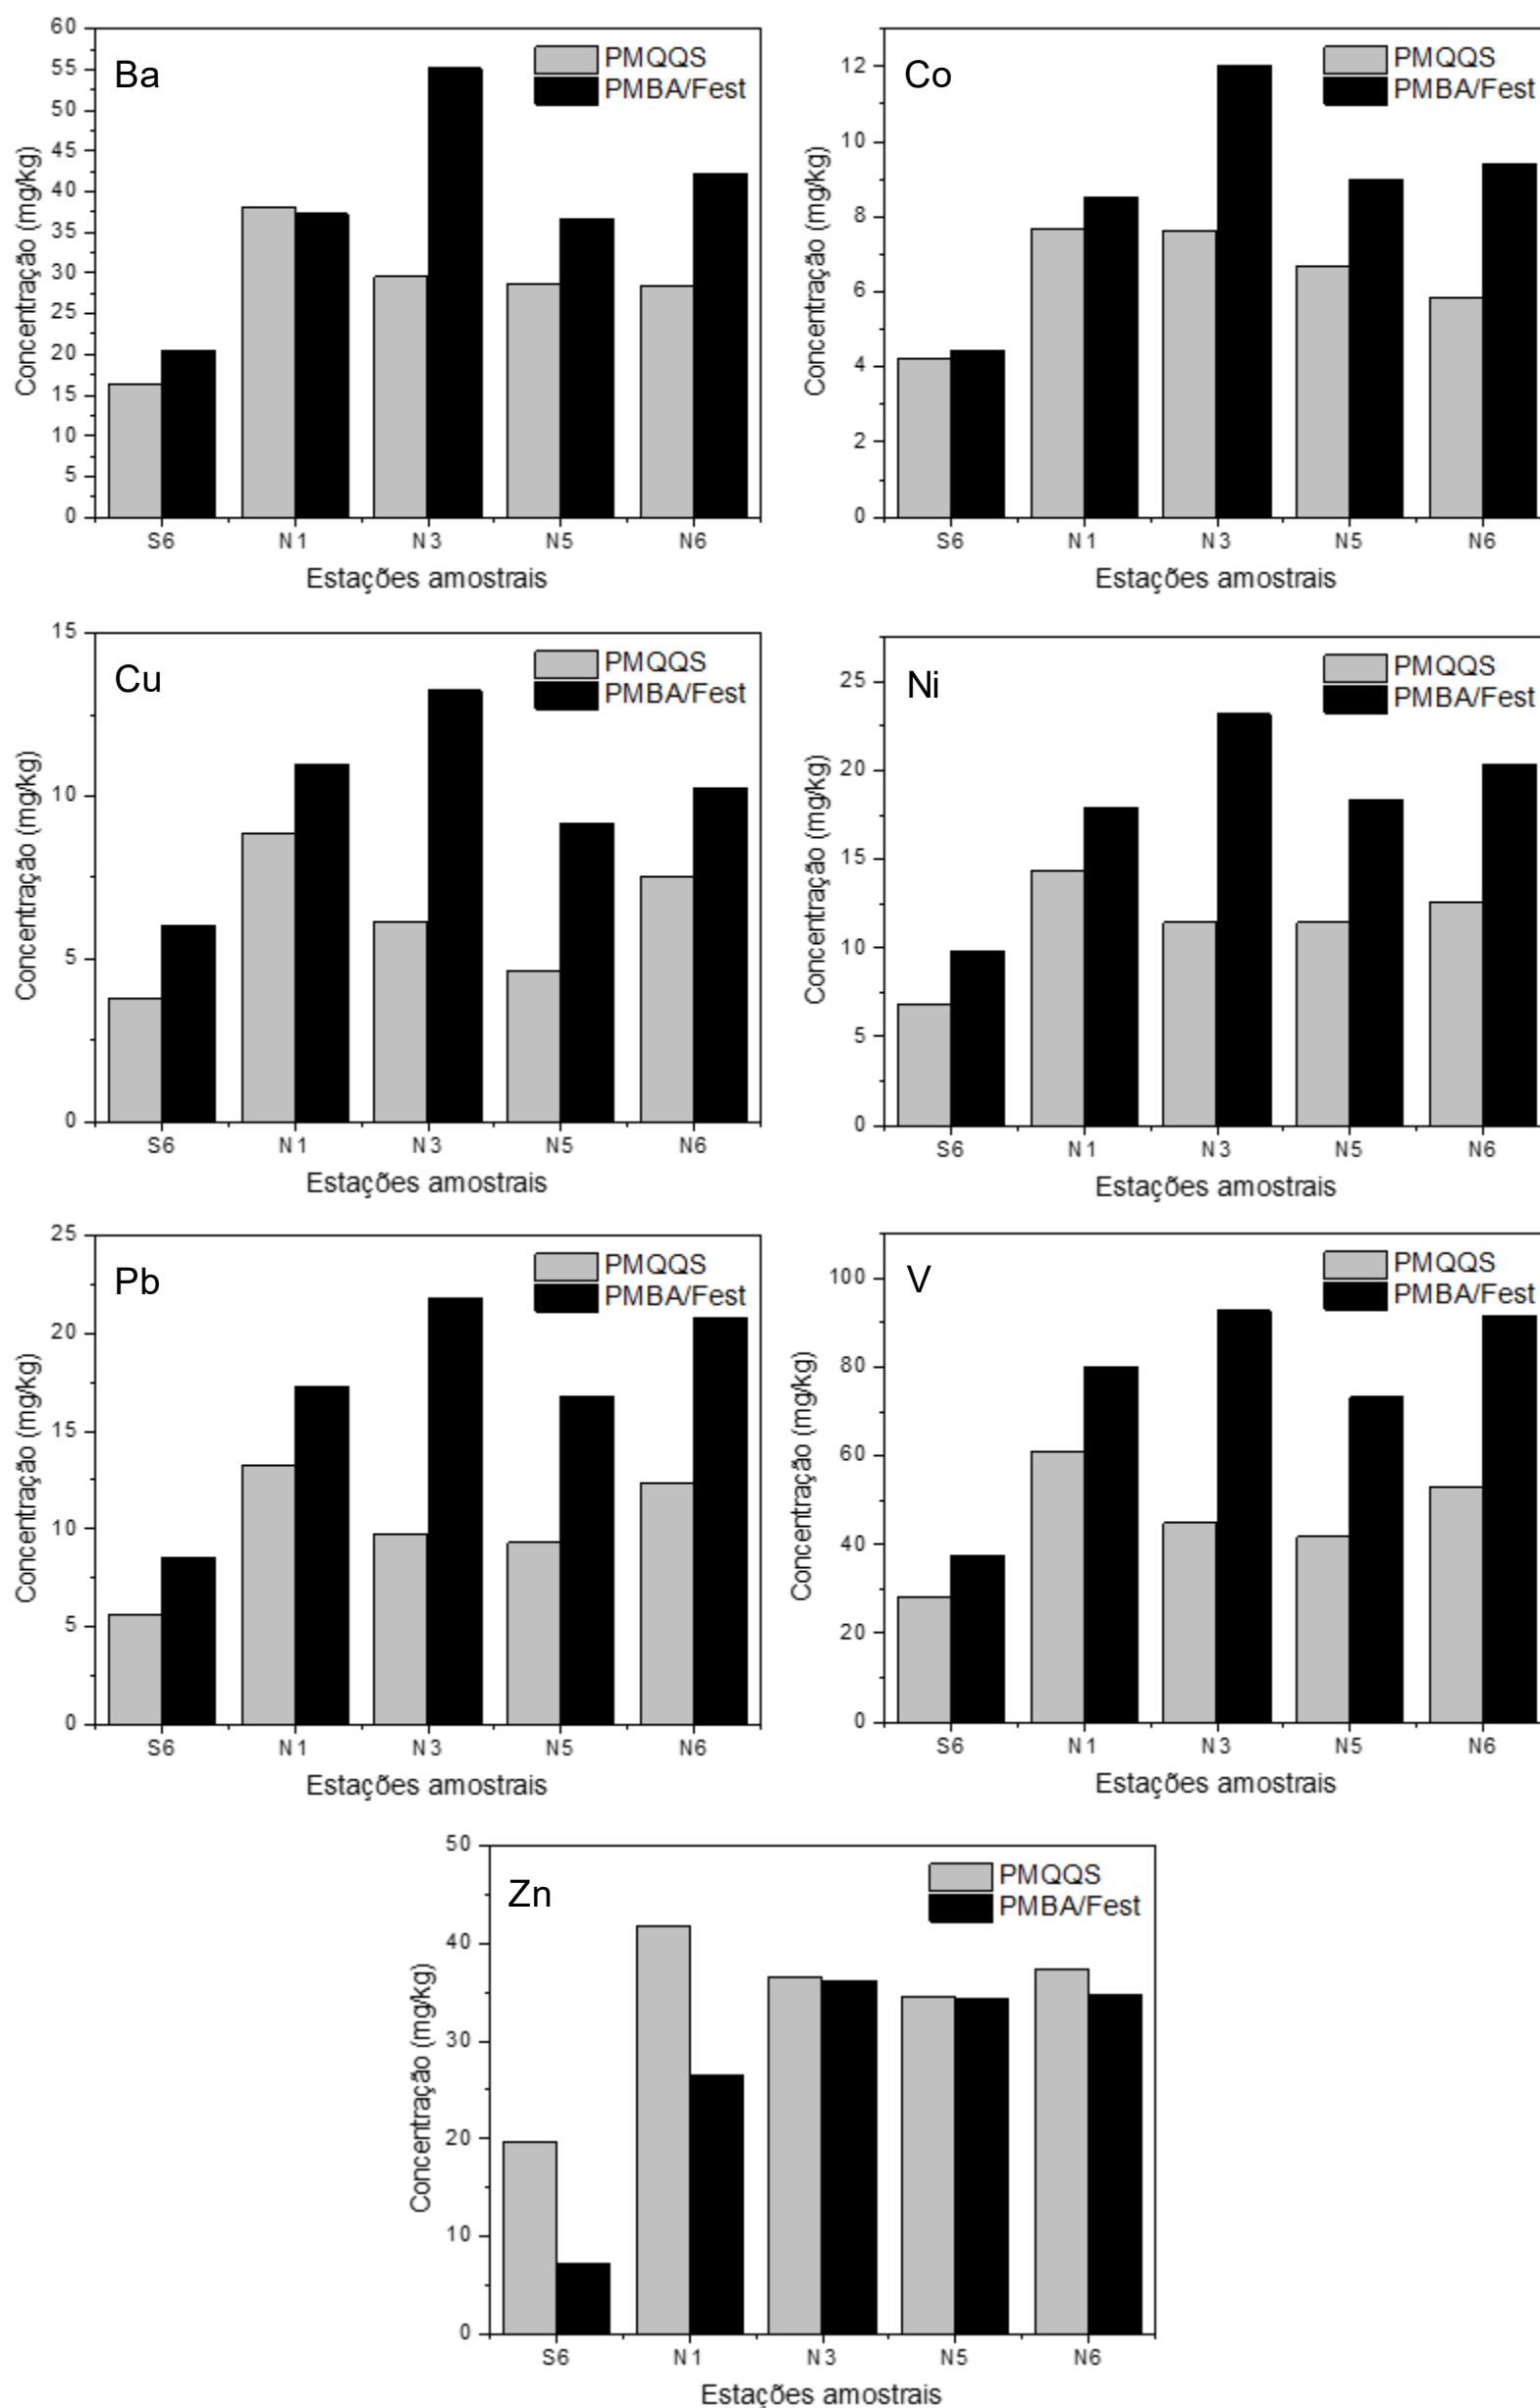 Ba
PMQQS
PMBA/Fest
Concentração (mg/kg)
60
55
50
45
40
35
30
25
20
15
10
5
0
S6 N1 N3 N5 N6
Estações amostrais
Co
PMQQS
PMBA/Fest
Concentração (mg/kg)
12
10
8
6
4
2
0
S6 N1 N3 N5 N6
Estações amostrais
Cu
PMQQS
PMBA/Fest
Concentração (mg/kg)
15
10
5
0
S6 N1 N3 N5 N6
Estações amostrais
Ni
PMQQS
PMBA/Fest
Concentração (mg/kg)
25
20
15
10
5
0
S6 N1 N3 N5 N6
Estações amostrais
Pb
PMQQS
PMBA/Fest
Concentração (mg/kg)
25
20
15
10
5
0
S6 N1 N3 N5 N6
Estações amostrais
V
PMQQS
PMBA/Fest
Concentração (mg/kg)
100
80
60
40
20
0
S6 N1 N3 N5 N6
Estações amostrais
Zn
PMQQS
PMBA/Fest
Concentração (mg/kg)
50
40
30
20
10
0
S6 N1 N3 N5 N6
Estações amostrais